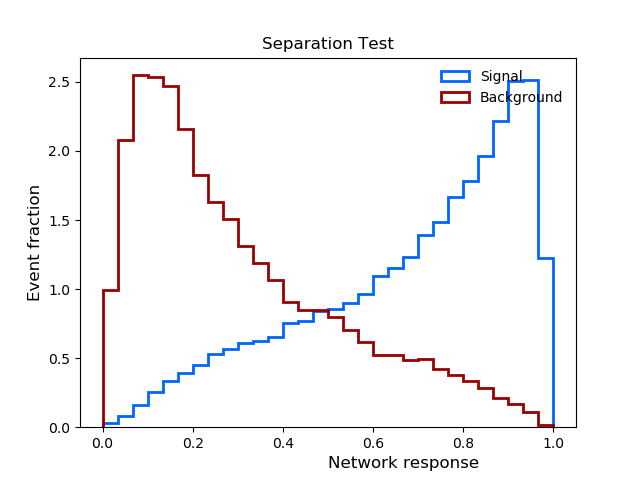 Separation Test
Signal
Background
Event fraction
2.5
2.0
1.5
1.0
0.5
0.0
0.0 0.2 0.4 0.6 0.8 1.0
Network response